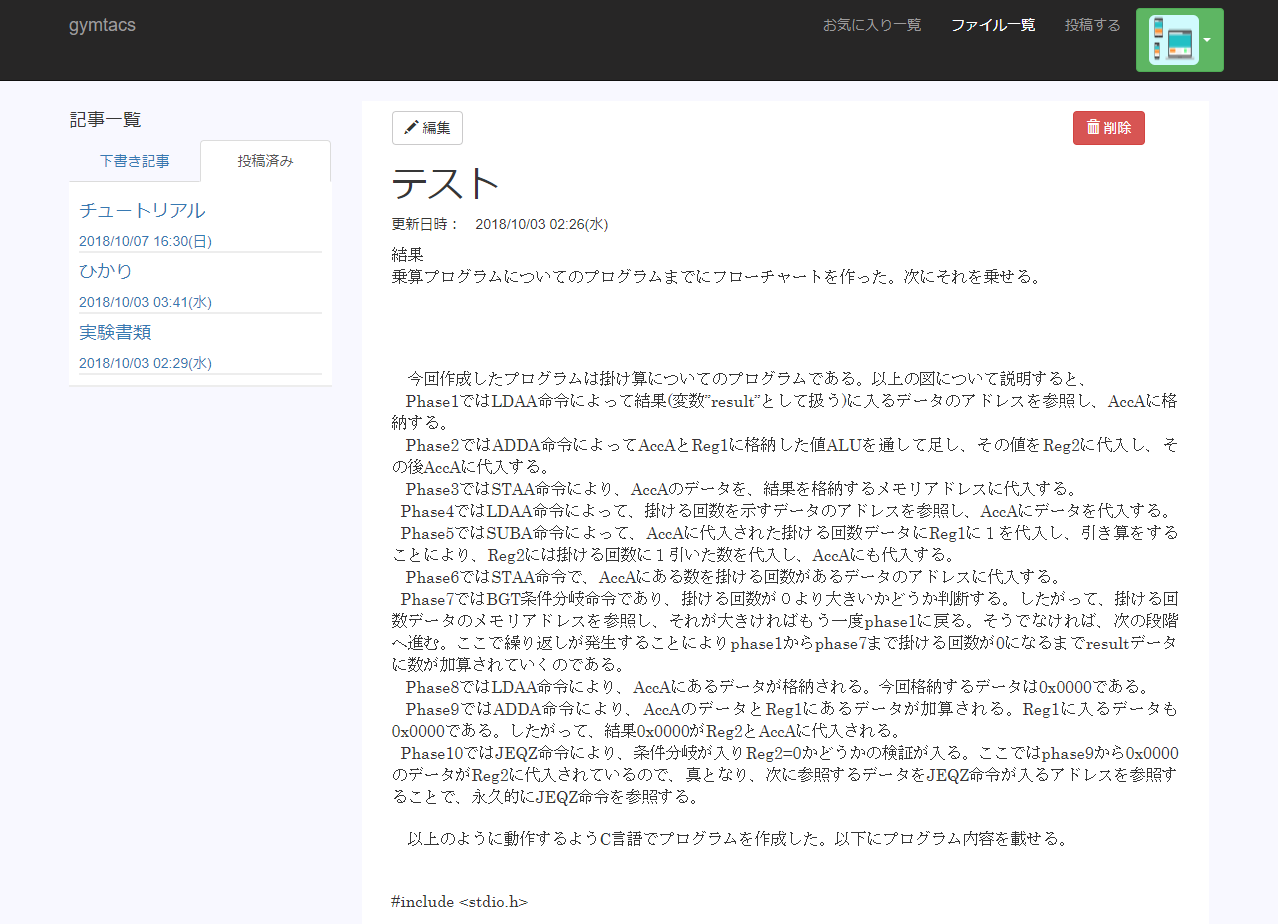 gymtacs
お気に入り一覧 ファイル一覧 投稿する
記事一覧
下書き記事 投稿済み
チュートリアル
2018/10/07 16:30(日)
ひかり
2018/10/03 03:41(水)
実験書類
2018/10/03 02:29(水)
編集 削除
テスト
更新日時： 2018/10/03 02:26(水)
結果
乗算プログラムについてのプログラムまでにフローチャートを作った。次にそれを乗せる。
今回作成したプログラムは掛け算についてのプログラムである。以上の図について説明すると、
Phase1ではLDAA命令によって結果(変数”result”として扱う)に入るデータのアドレスを参照し、AccAに格
納する。
Phase2ではADDA命令によってAccAとReg1に格納した値ALUを通して足し、その値をReg2に代入し、そ
の後AccAに代入する。
Phase3ではSTAA命令により、AccAのデータを、結果を格納するメモリアドレスに代入する。
Phase4ではLDAA命令によって、掛ける回数を示すデータのアドレスを参照し、AccAにデータを代入する。
Phase5ではSUBA命令によって、AccAに代入された掛ける回数データにReg1に１を代入し、引き算をする
ことにより、Reg2には掛ける回数に１引いた数を代入し、AccAにも代入する。
Phase6ではSTAA命令で、AccAにある数を掛ける回数があるデータのアドレスに代入する。
Phase7ではBGT条件分岐命令であり、掛ける回数が０より大きいかどうか判断する。したがって、掛ける回
数データのメモリアドレスを参照し、それが大きければもう一度phase1に戻る。そうでなければ、次の段階
へ進む。ここで繰り返しが発生することによりphase1からphase7まで掛ける回数が0になるまでresultデータ
に数が加算されていくのである。
Phase8ではLDAA命令により、AccAにあるデータが格納される。今回格納するデータは0x0000である。
Phase9ではADDA命令により、AccAのデータとReg1にあるデータが加算される。Reg1に入るデータも
0x0000である。したがって、結果0x0000がReg2とAccAに代入される。
Phase10ではJEQZ命令により、条件分岐が入りReg2=0かどうかの検証が入る。ここではphase9から0x0000
のデータがReg2に代入されているので、真となり、次に参照するデータをJEQZ命令が入るアドレスを参照す
ることで、永久的にJEQZ命令を参照する。
以上のように動作するようC言語でプログラムを作成した。以下にプログラム内容を載せる。
#include <stdio.h>